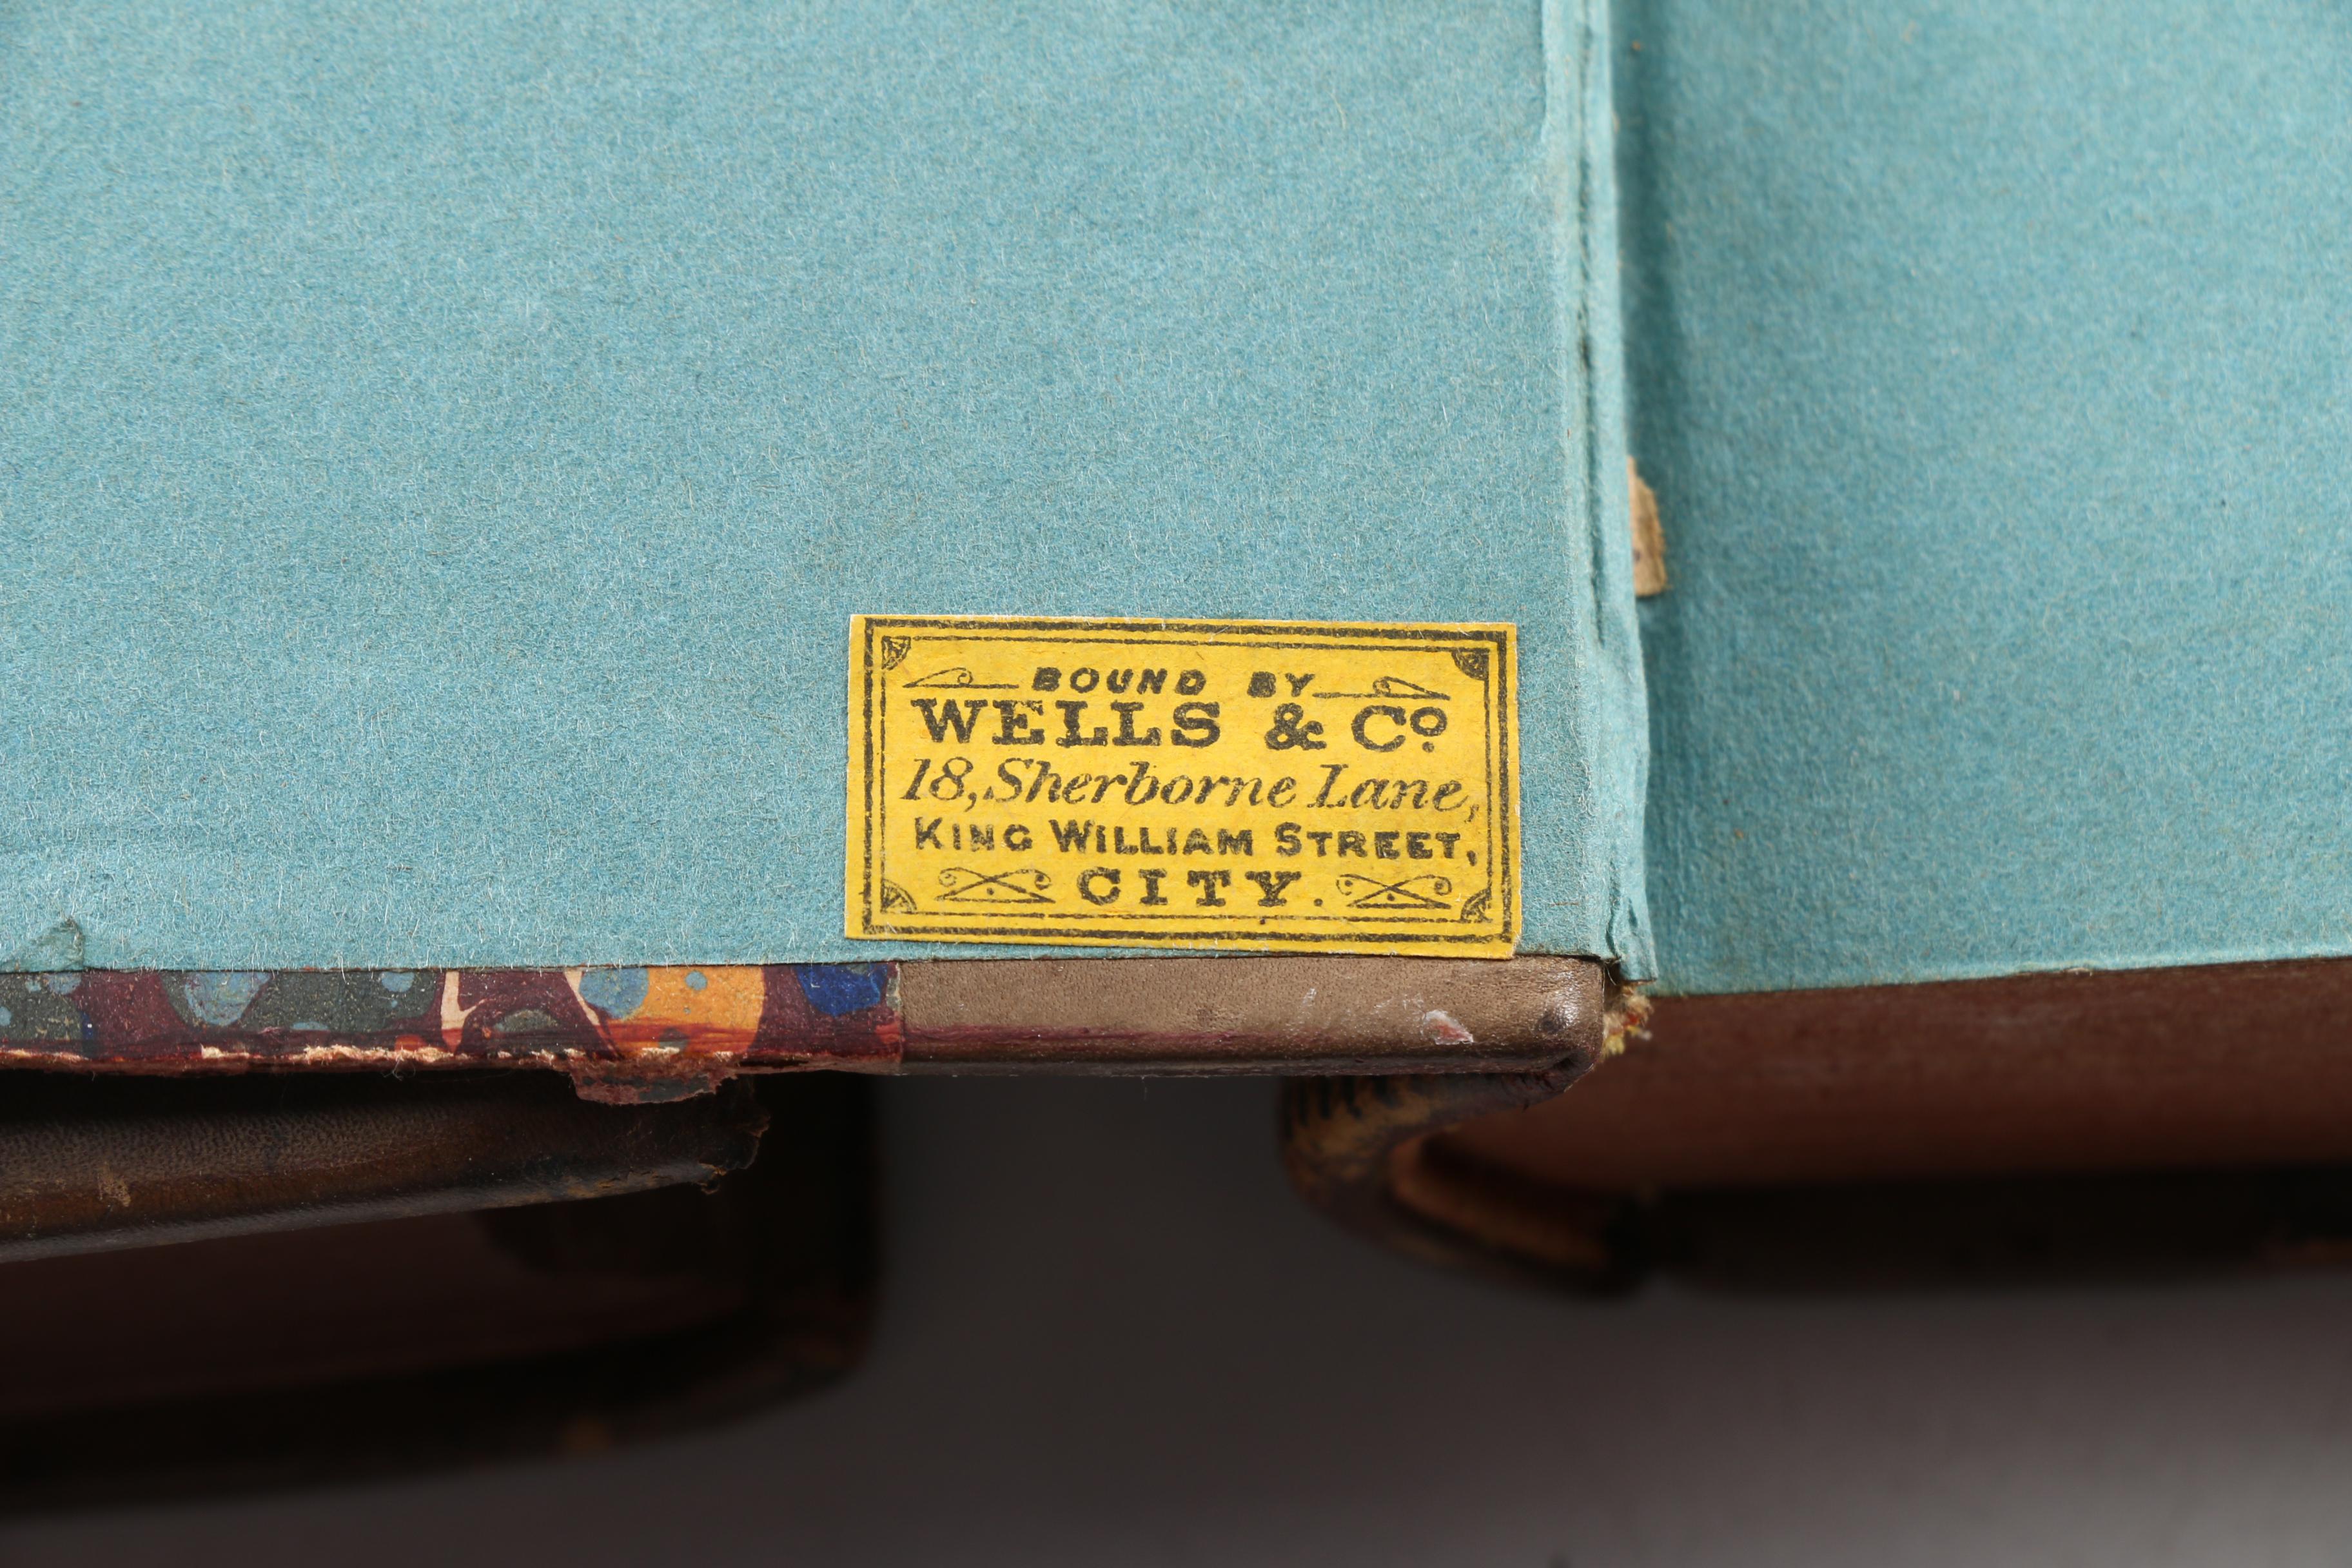 BOUND BY
WELLS & Cº
18, Sherborne Lane,
KING WILLIAM STREET,
CITY.